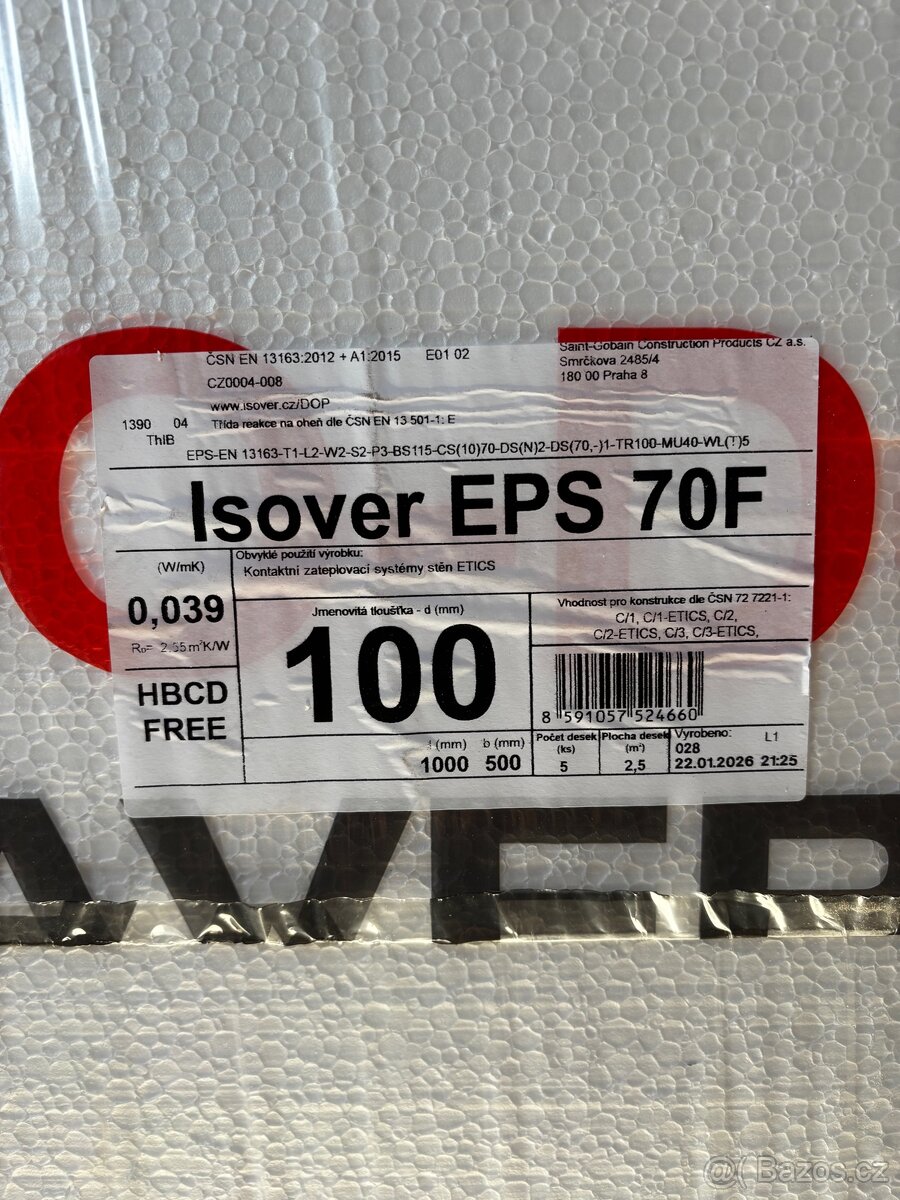 ČSN EN 13163:2012 + A1:2015 E01 02
CZ0004-008
www.isover.cz/DOP
1390 04 Třída reakce na oheň dle ČSN EN 13 501-1: E
ThIB
Saint-Gobain Construction Products CZ a.s.
Smrčkova 2485/4
180 00 Praha 8
EPS-EN 13163-T1-L2-W2-S2-P3-BS115-CS(10)70-DS(N)2-DS(70,-)1-TR100-MU40-WL(T)5
Isover EPS 70F
(W/mK)
0,039
R_D= 2,55 m²K/W
HBCD
FREE
Obvyklé použití výrobku:
Kontaktní zateplovací systémy stěn ETICS
Jmenovitá tloušťka - d (mm)
100
l (mm) b (mm)
1000 500
Vhodnost pro konstrukce dle ČSN 72 7221-1:
C/1, C/1-ETICS, C/2,
C/2-ETICS, C/3, C/3-ETICS,
8 591057 524660
Počet desek (ks)
5
Plocha desek (m²)
2,5
Vyrobeno: L1
028
22.01.2026 21:25
@( Bazos.cz